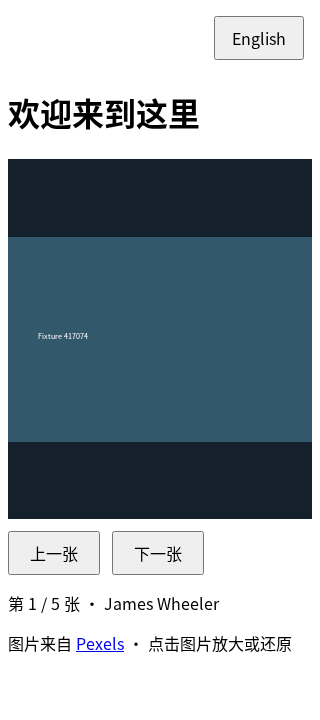 English
欢迎来到这里
Fixture 417074
上一张 下一张
第 1 / 5 张 · James Wheeler
图片来自 Pexels · 点击图片放大或还原